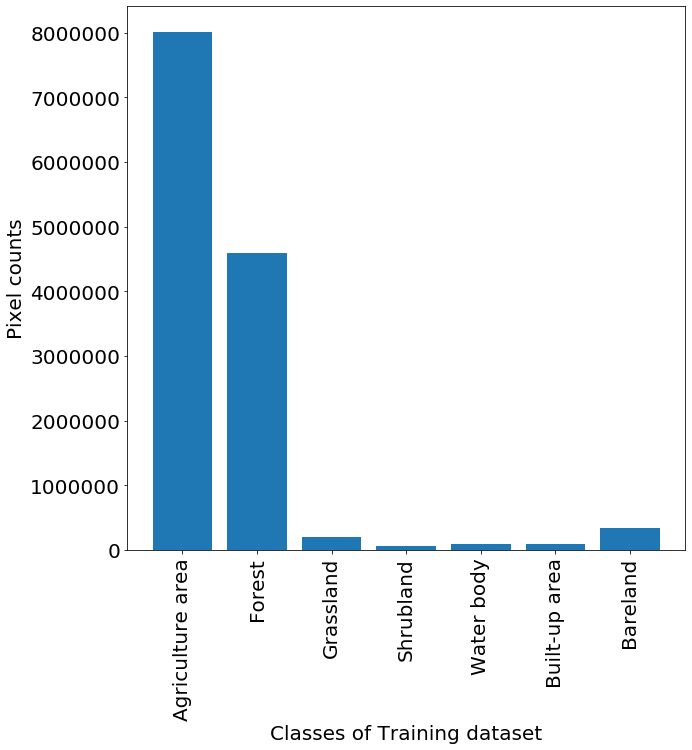 Pixel counts
8000000
7000000
6000000
5000000
4000000
3000000
2000000
1000000
0
Agriculture area
Forest
Grassland
Shrubland
Water body
Built-up area
Bareland
Classes of Training dataset